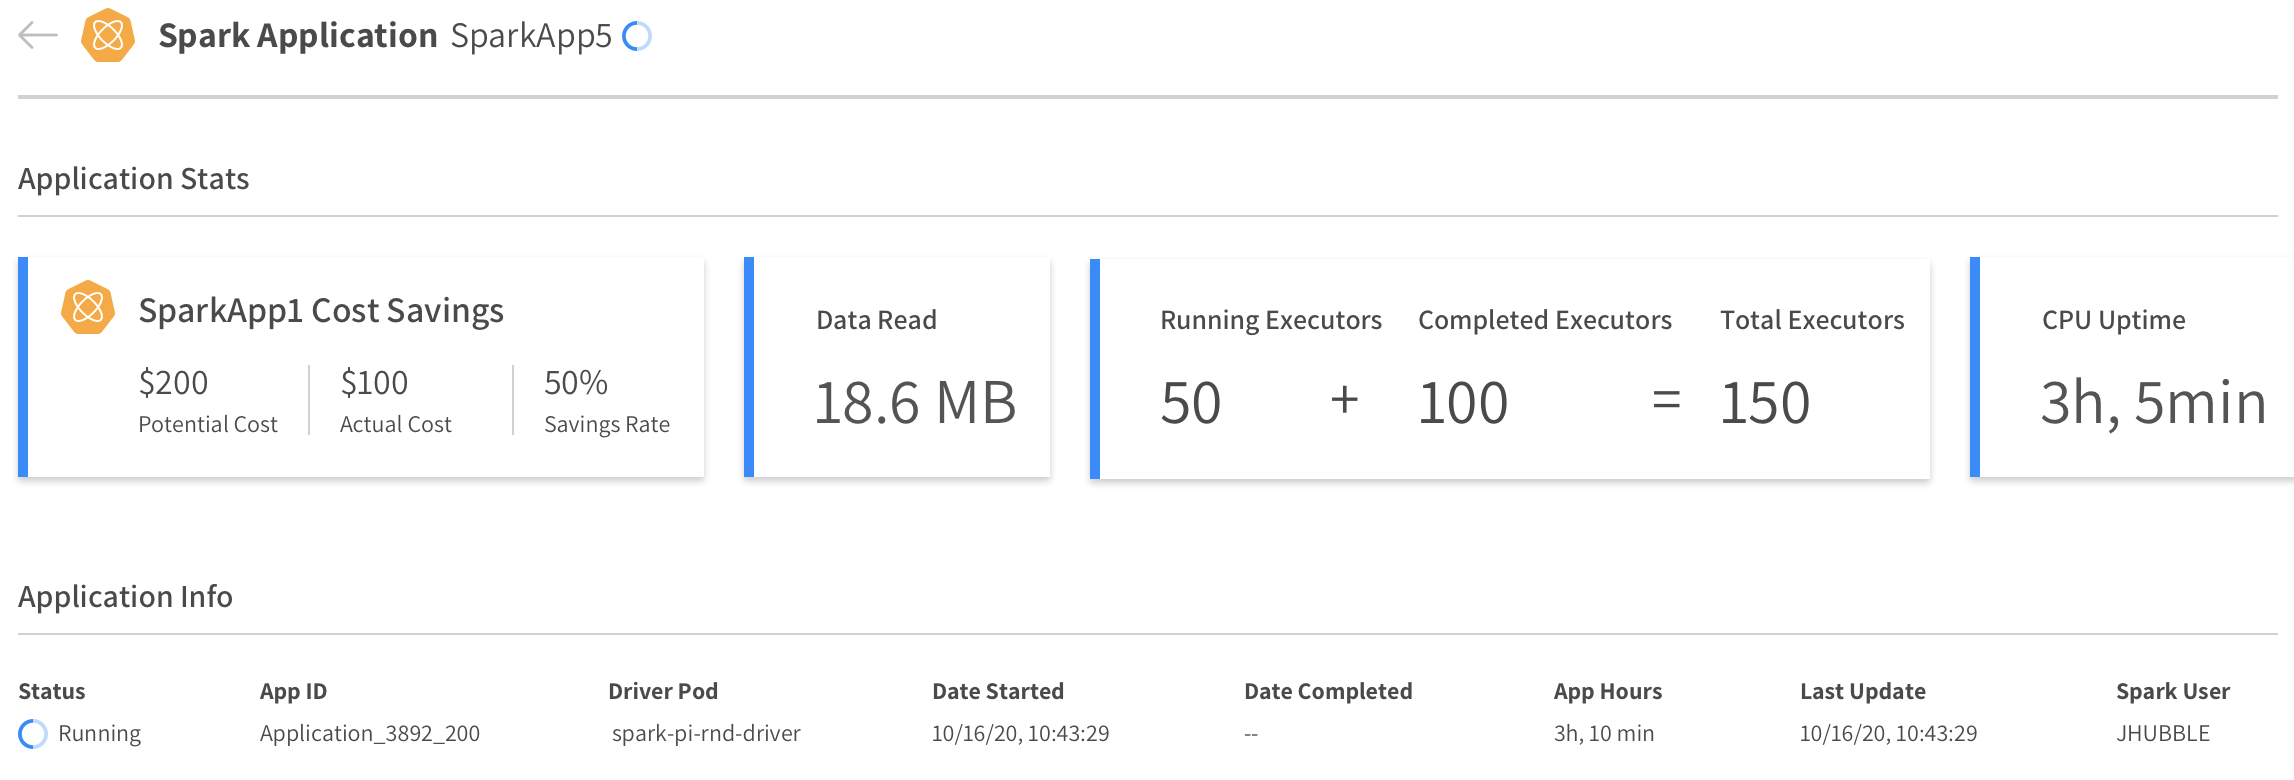 Spark Application SparkApp5
Application Stats
SparkApp1 Cost Savings
$200
Potential Cost
$100
Actual Cost
50%
Savings Rate
Data Read
18.6 MB
Running Executors Completed Executors Total Executors
50 + 100 = 150
CPU Uptime
3h, 5min
Application Info
Status App ID Driver Pod Date Started Date Completed App Hours Last Update Spark User
Running Application_3892_200 spark-pi-rnd-driver 10/16/20, 10:43:29 -- 3h, 10 min 10/16/20, 10:43:29 JHUBBLE